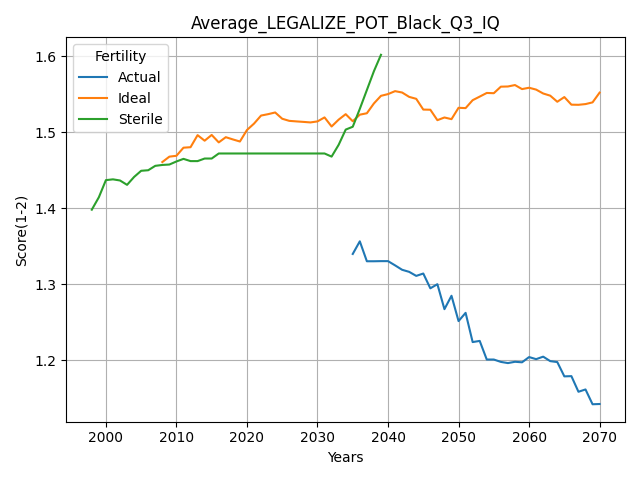 Average_LEGALIZE_POT_Black_Q3_IQ
Fertility
Actual
Ideal
Sterile
Score(1-2)
1.6
1.5
1.4
1.3
1.2
2000 2010 2020 2030 2040 2050 2060 2070
Years